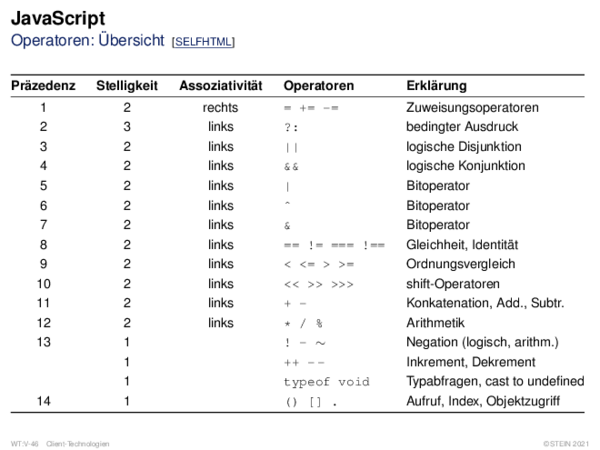 JavaScript
Operatoren: Übersicht [SELFHTML]
Präzedenz Stelligkeit Assoziativität Operatoren Erklärung
1 2 rechts = += -= Zuweisungsoperatoren
2 3 links ?: bedingter Ausdruck
3 2 links || logische Disjunktion
4 2 links && logische Konjunktion
5 2 links | Bitoperator
6 2 links ^ Bitoperator
7 2 links & Bitoperator
8 2 links == != === !== Gleichheit, Identität
9 2 links < <= > >= Ordnungsvergleich
10 2 links << >> >>> shift-Operatoren
11 2 links + - Konkatenation, Add., Subtr.
12 2 links * / % Arithmetik
13 1 ! - ~ Negation (logisch, arithm.)
1 ++ -- Inkrement, Dekrement
1 typeof void Typabfragen, cast to undefined
14 1 () [] . Aufruf, Index, Objektzugriff
WT:V-46 Client-Technologien ©STEIN 2021